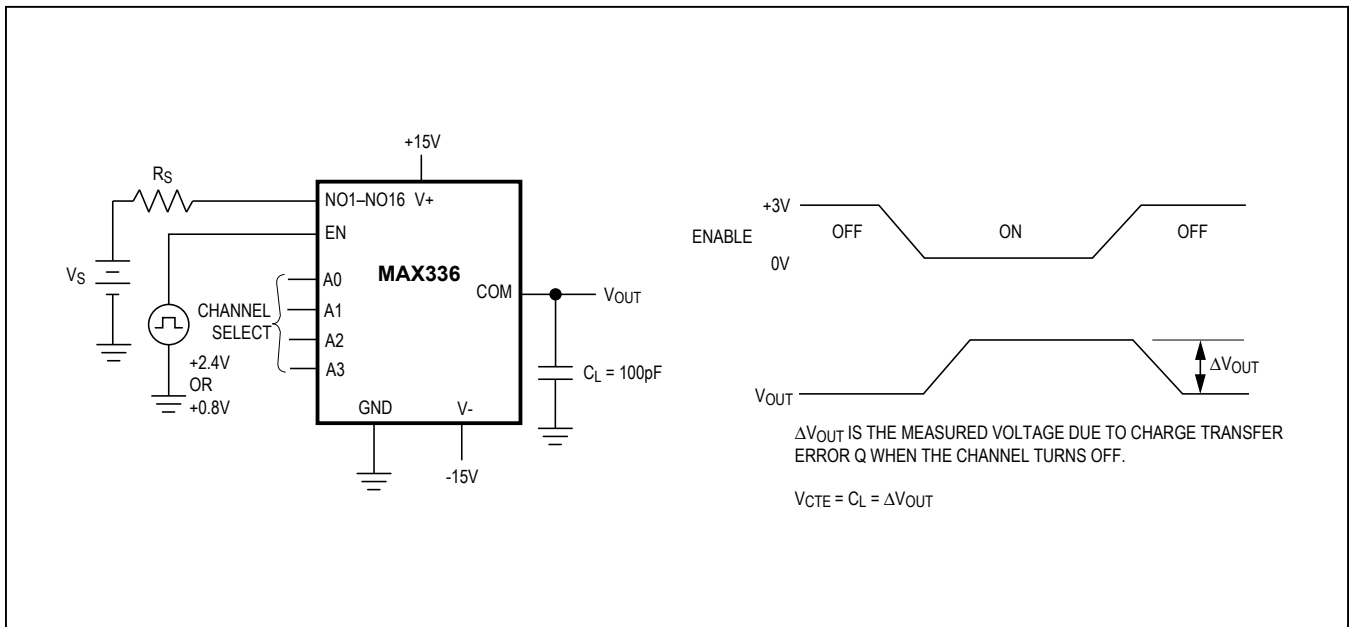 +15V
RS
NO1–NO16 V+
EN
VS
MAX336
A0
CHANNEL
SELECT
A1
A2
A3
COM
VOUT
+2.4V
OR
+0.8V
CL = 100pF
GND
V-
-15V
+3V
ENABLE
OFF
ON
OFF
0V
ΔVOUT
VOUT
ΔVOUT IS THE MEASURED VOLTAGE DUE TO CHARGE TRANSFER
ERROR Q WHEN THE CHANNEL TURNS OFF.
VCTE = CL = ΔVOUT